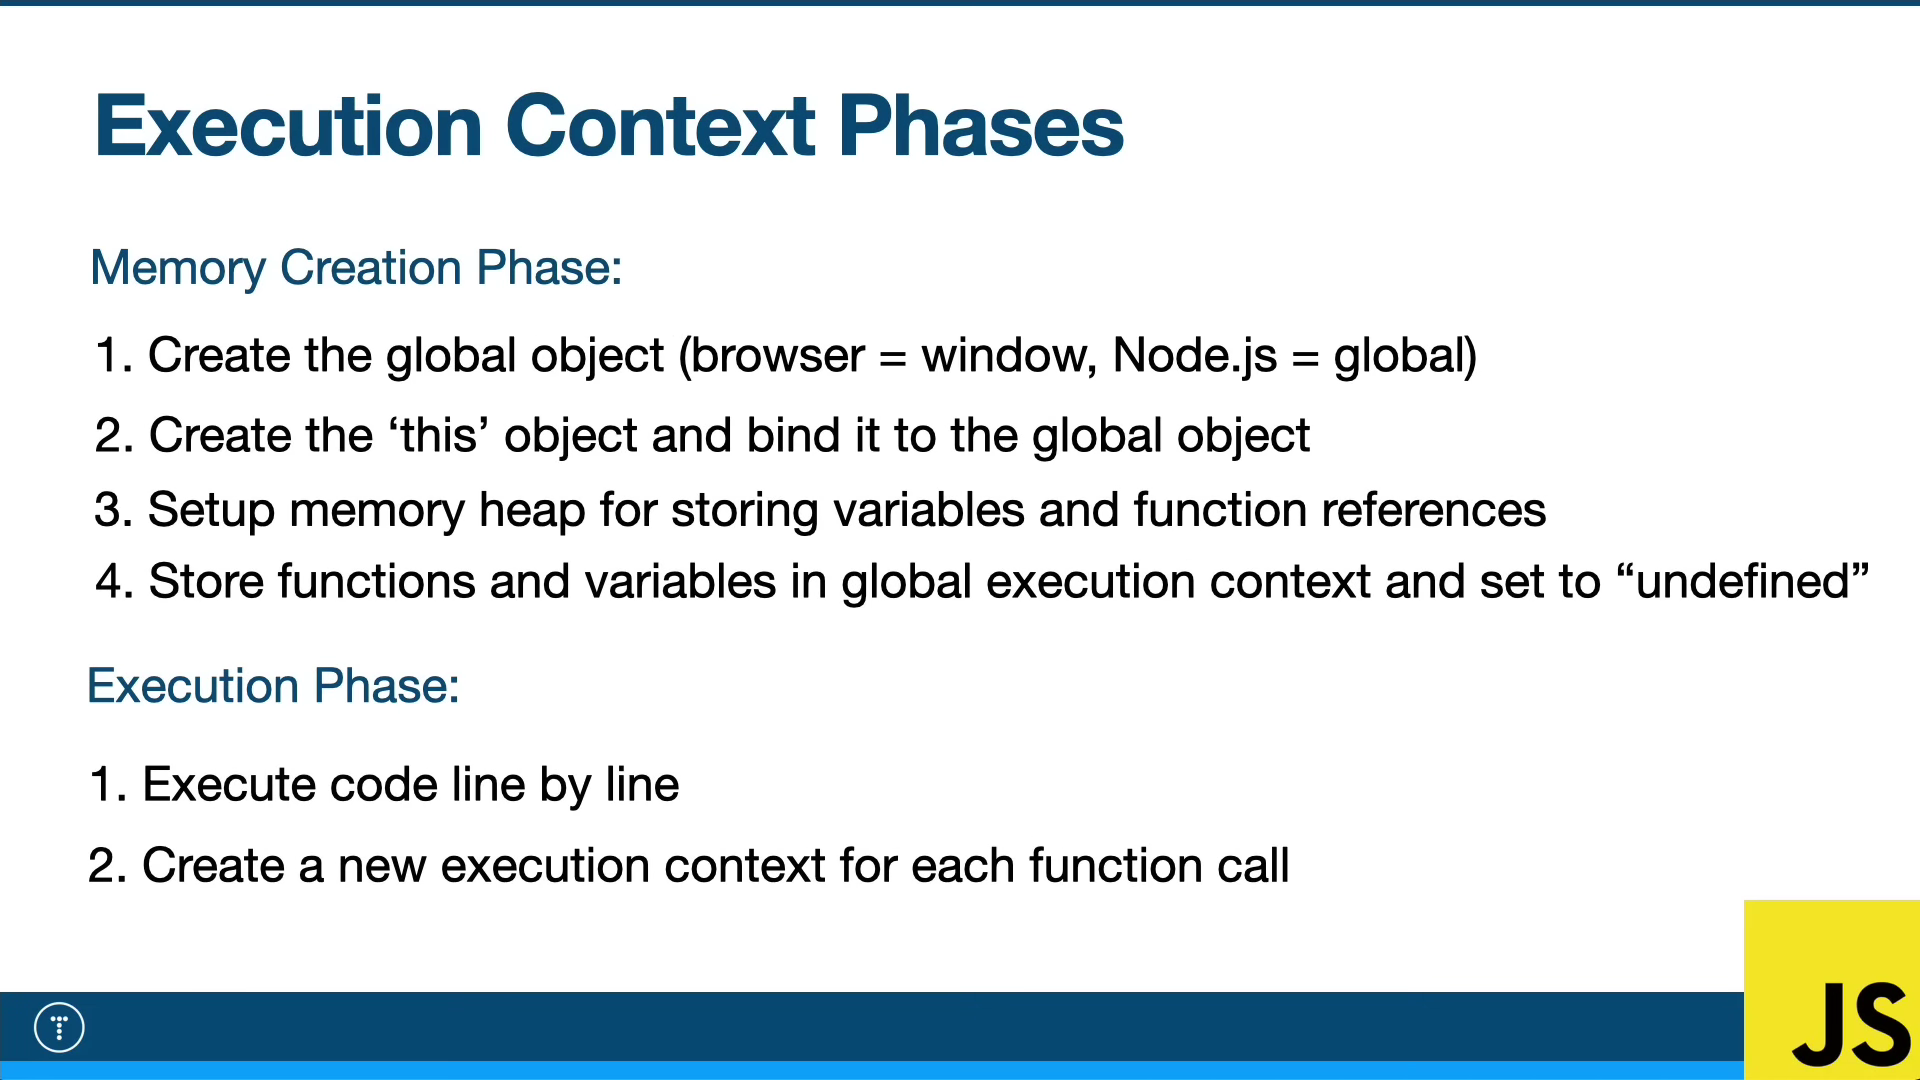 Execution Context Phases
Memory Creation Phase:
1. Create the global object (browser = window, Node.js = global)
2. Create the ‘this’ object and bind it to the global object
3. Setup memory heap for storing variables and function references
4. Store functions and variables in global execution context and set to “undefined”
Execution Phase:
1. Execute code line by line
2. Create a new execution context for each function call
T
JS